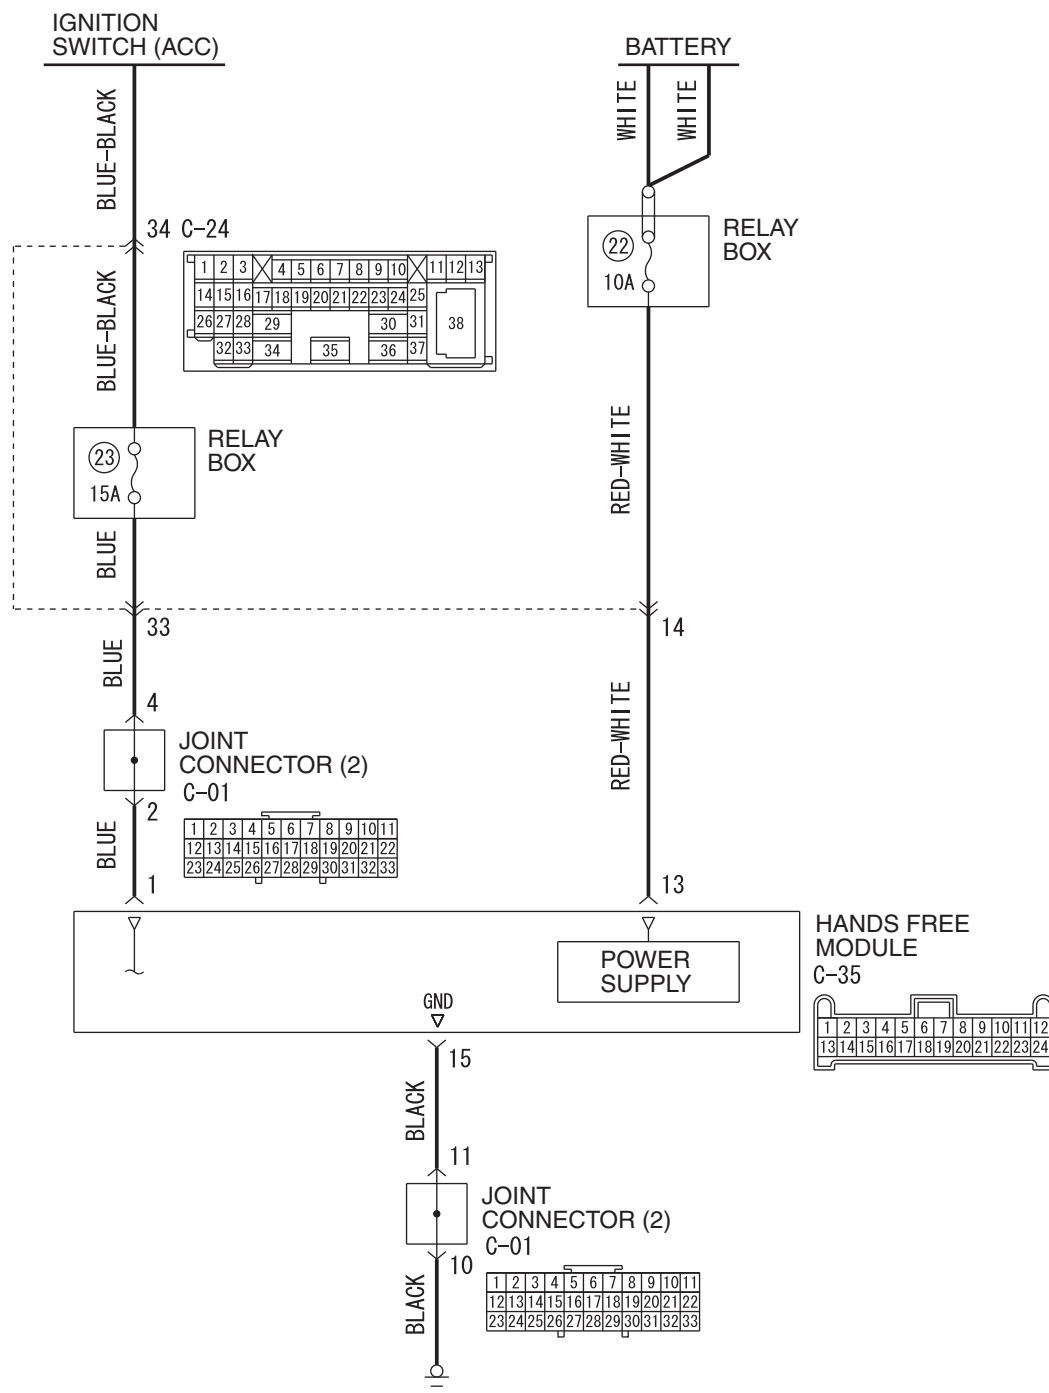 IGNITION
SWITCH (ACC)
BATTERY
BLUE-BLACK
WHITE
WHITE
34 C-24
1 2 3 4 5 6 7 8 9 10 11 12 13
14 15 16 17 18 19 20 21 22 23 24 25
26 27 28 29 30 31 38
32 33 34 35 36 37
BLUE-BLACK
22
10A
RELAY
BOX
23
15A
RELAY
BOX
RED-WHITE
BLUE
33
14
BLUE
4
JOINT
CONNECTOR (2)
C-01
2
1 2 3 4 5 6 7 8 9 10 11
12 13 14 15 16 17 18 19 20 21 22
23 24 25 26 27 28 29 30 31 32 33
RED-WHITE
BLUE
1
13
HANDS FREE
MODULE
C-35
POWER
SUPPLY
GND
1 2 3 4 5 6 7 8 9 10 11 12
13 14 15 16 17 18 19 20 21 22 23 24
15
BLACK
11
JOINT
CONNECTOR (2)
C-01
10
1 2 3 4 5 6 7 8 9 10 11
12 13 14 15 16 17 18 19 20 21 22
23 24 25 26 27 28 29 30 31 32 33
BLACK